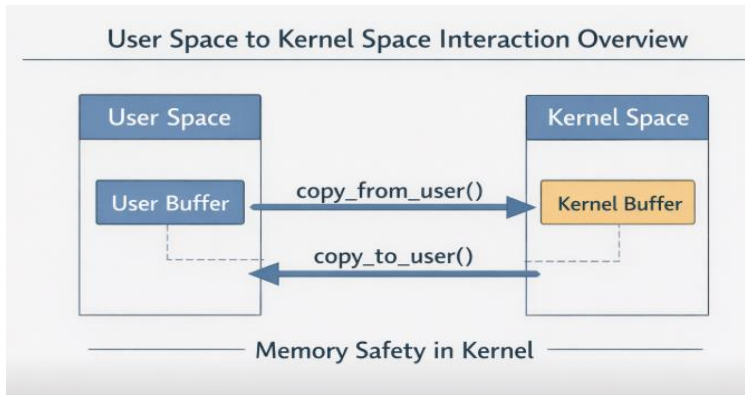 User Space to Kernel Space Interaction Overview
User Space
Kernel Space
copy_from_user()
User Buffer
Kernel Buffer
copy_to_user()
Memory Safety in Kernel